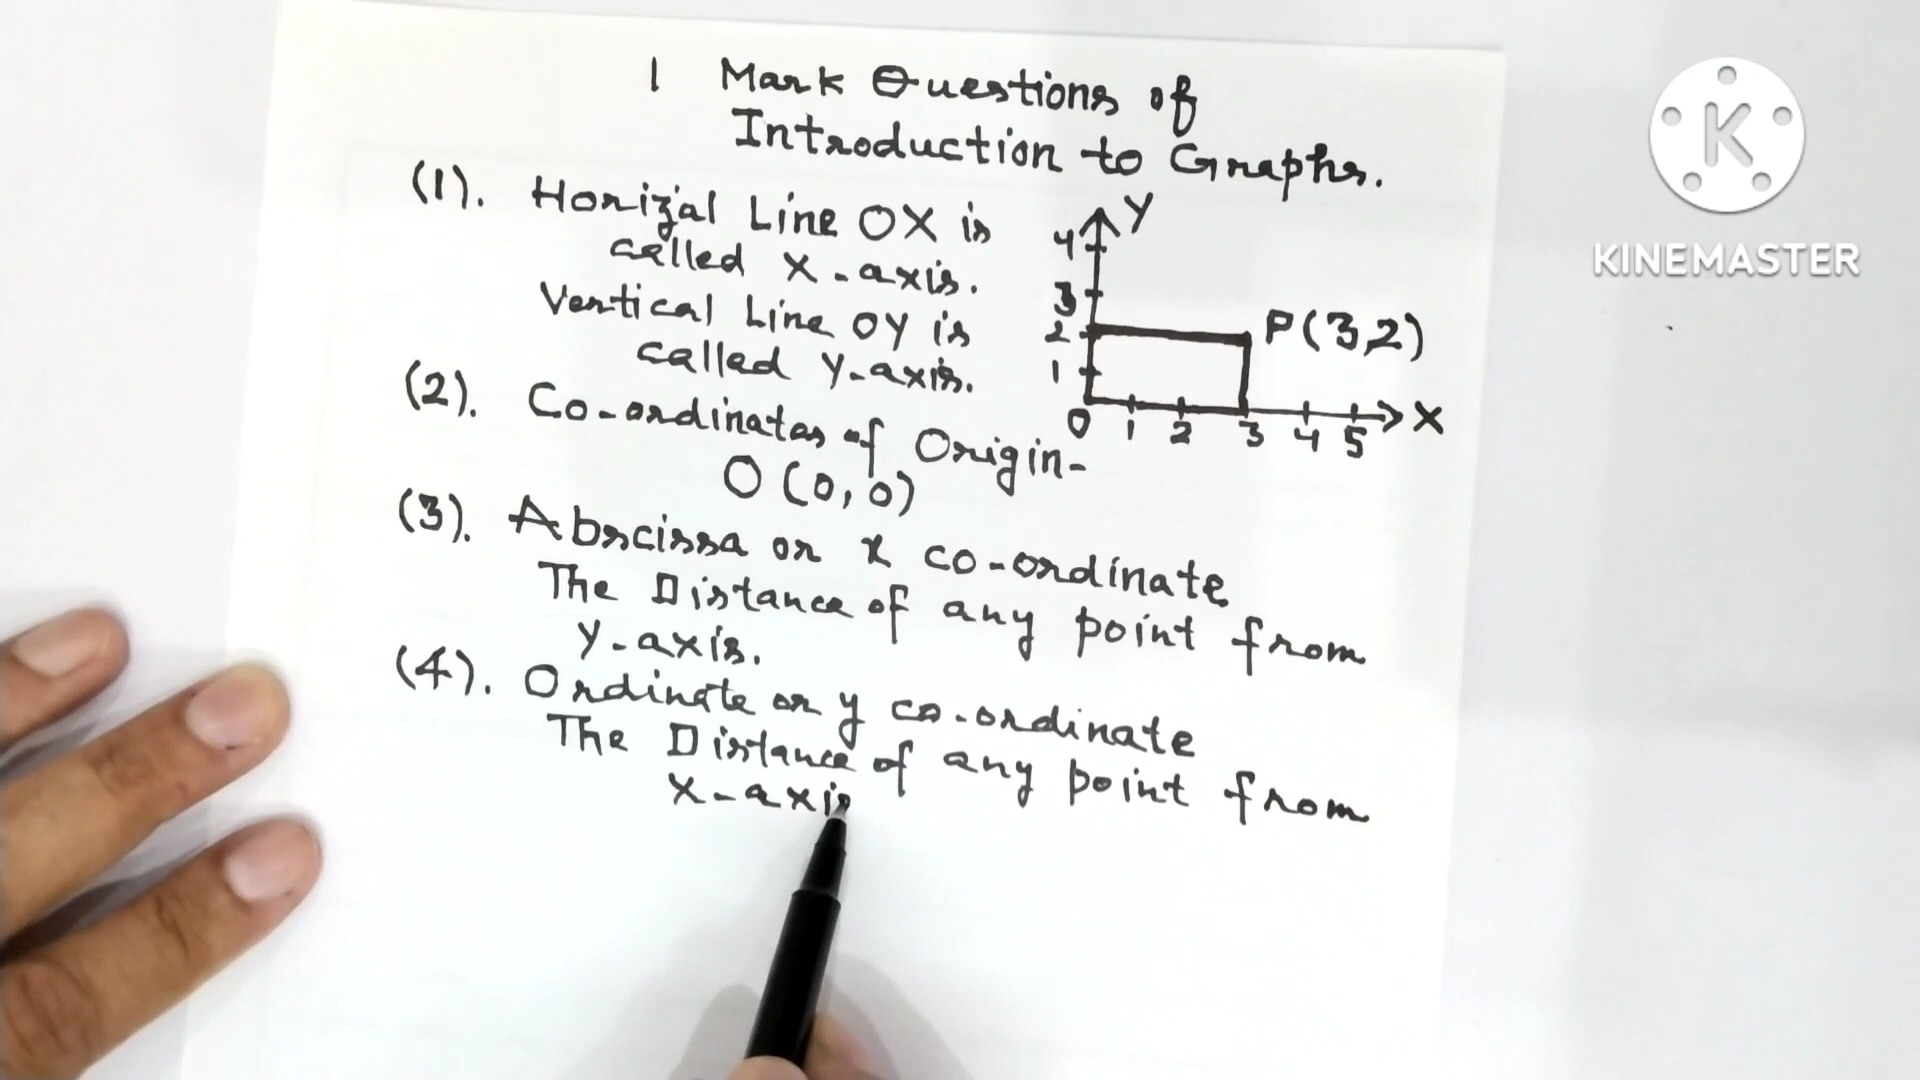 1 Mark Questions of
Introduction to Graphs.
(1). Horizal Line OX is
called X-axis.
Vertical Line OY is
called Y-axis.
(2). Co-ordinates of Origin-
O (0, 0)
(3). Abscissa or x co-ordinate
The Distance of any point from
Y-axis.
(4). Ordinate or y co-ordinate
The Distance of any point from
X-axis
Y
4
3
2
1
P(3,2)
0 1 2 3 4 5 X
K
KINEMASTER